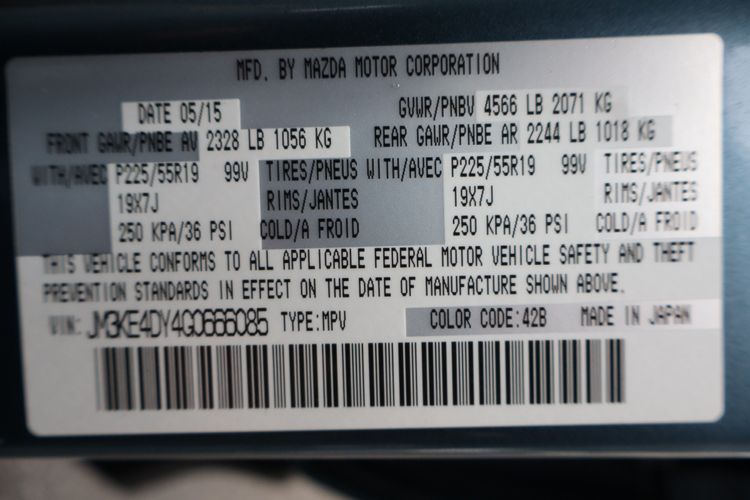 MFD. BY MAZDA MOTOR CORPORATION
DATE 05/15 GVWR/PNBV 4566 LB 2071 KG
FRONT GAWR/PNBE AV 2328 LB 1056 KG REAR GAWR/PNBE AR 2244 LB 1018 KG
WITH/AVEC P225/55R19 99V TIRES/PNEUS WITH/AVEC P225/55R19 99V TIRES/PNEUS
19X7J RIMS/JANTES 19X7J RIMS/JANTES
250 KPA/36 PSI COLD/A FROID 250 KPA/36 PSI COLD/A FROID
THIS VEHICLE CONFORMS TO ALL APPLICABLE FEDERAL MOTOR VEHICLE SAFETY AND THEFT
PREVENTION STANDARDS IN EFFECT ON THE DATE OF MANUFACTURE SHOWN ABOVE.
VIN: JM3KE4DY4G0666085 TYPE:MPV COLOR CODE:42B MADE IN JAPAN